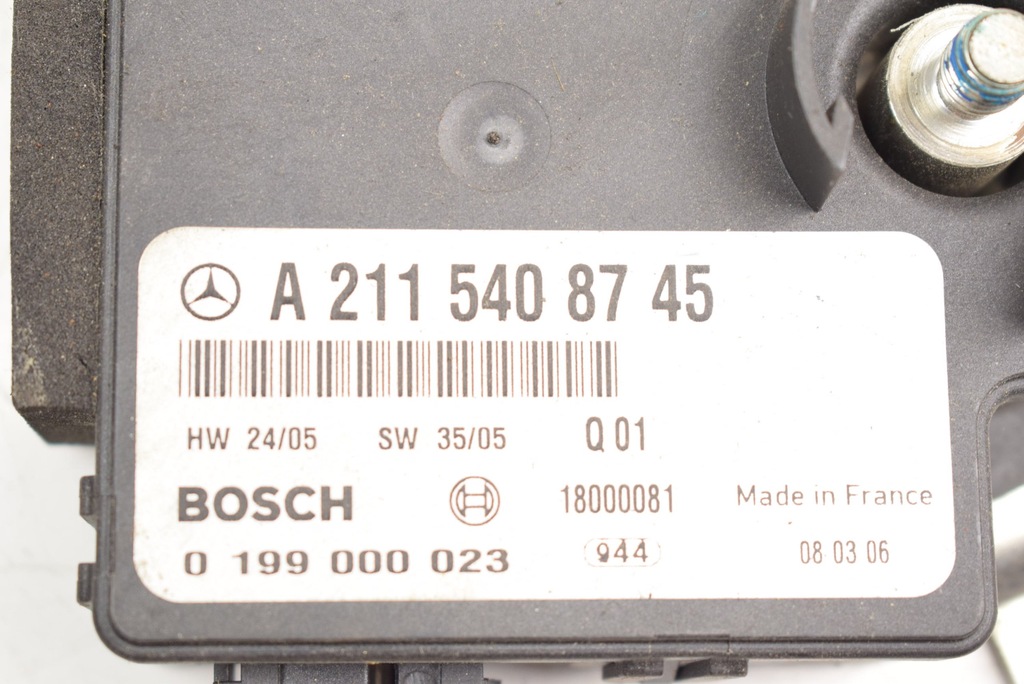 A 211 540 87 45
HW 24/05 SW 35/05 Q 01
BOSCH 18000081 Made in France
0 199 000 023 944 08 03 06